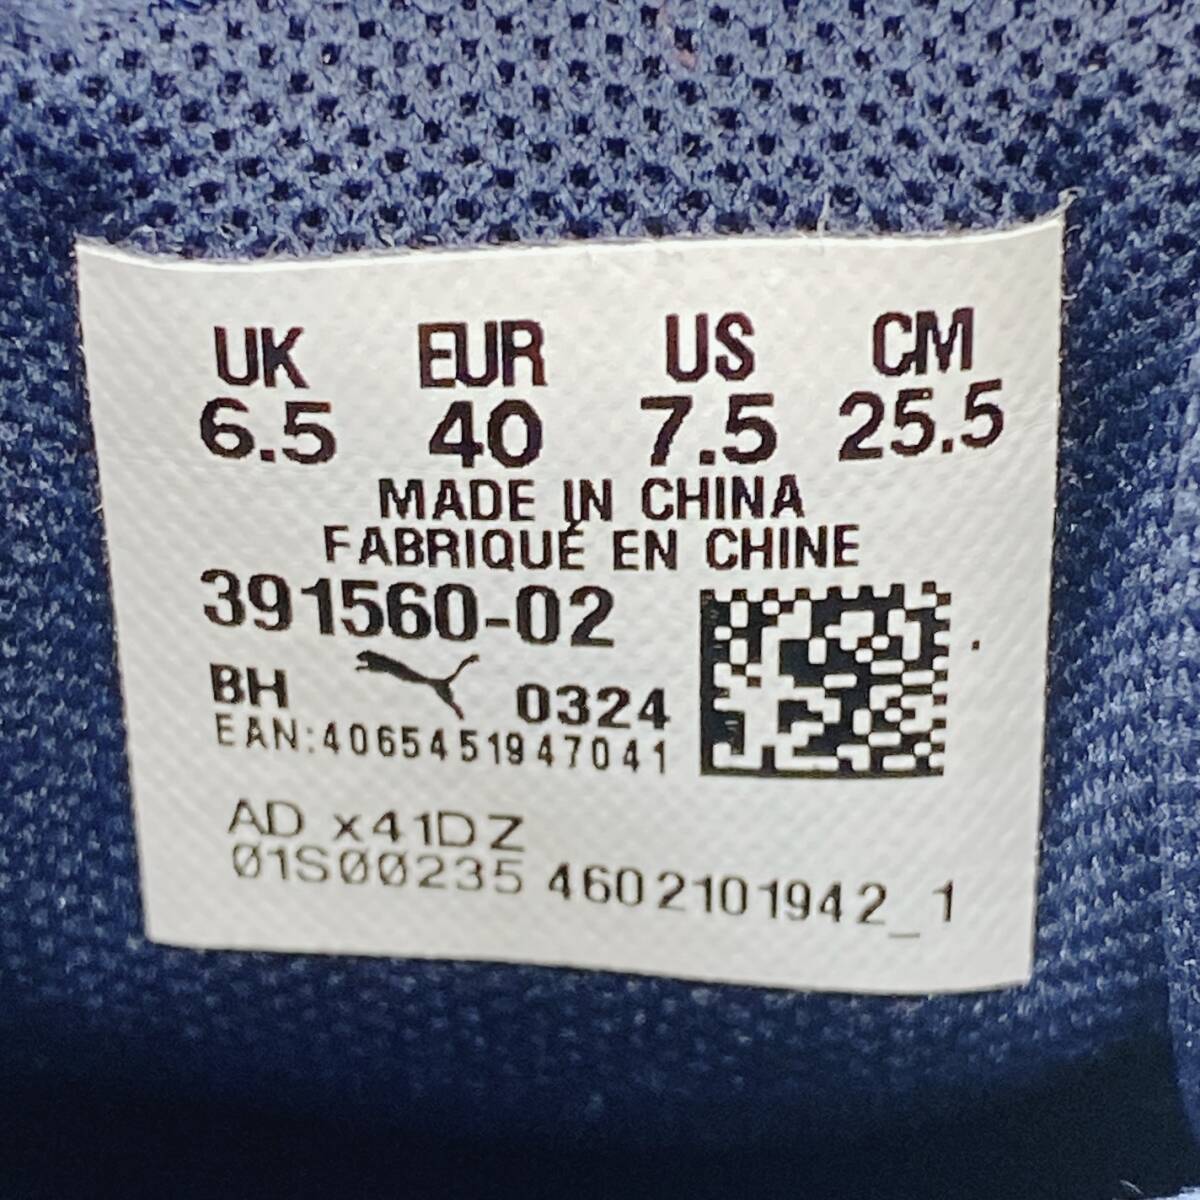 UK EUR US CM
6.5 40 7.5 25.5
MADE IN CHINA
FABRIQUÉ EN CHINE
391560-02
BH 0324
EAN:4065451947041
AD x41DZ
01S00235 4602101942_1